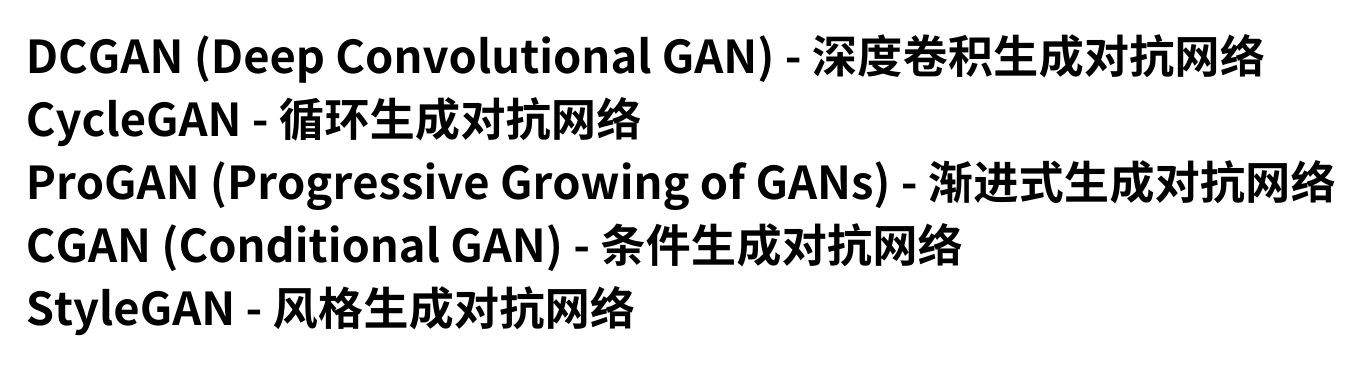 DCGAN (Deep Convolutional GAN) - 深度卷积生成对抗网络
CycleGAN - 循环生成对抗网络
ProGAN (Progressive Growing of GANs) - 渐进式生成对抗网络
CGAN (Conditional GAN) - 条件生成对抗网络
StyleGAN - 风格生成对抗网络